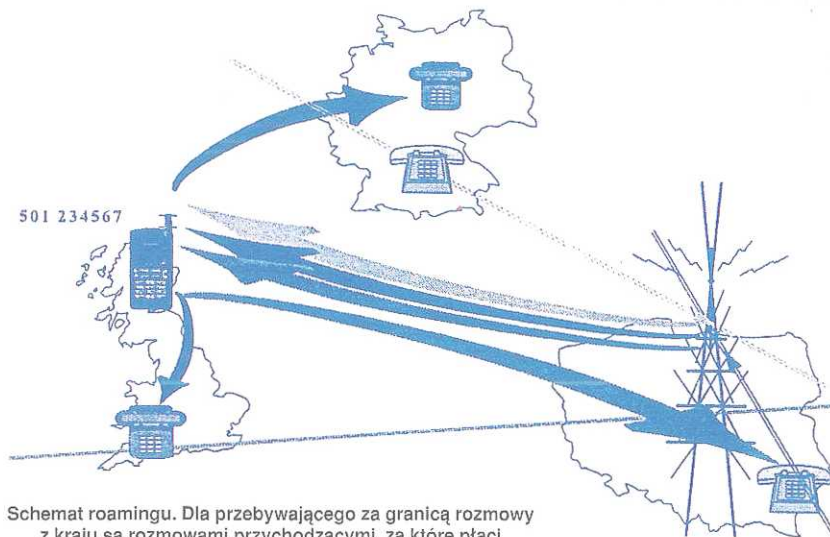 501 234567
Schemat roamingu. Dla przebywającego za granicą rozmowy
z kraju są rozmowami przychodzącymi, za które płaci